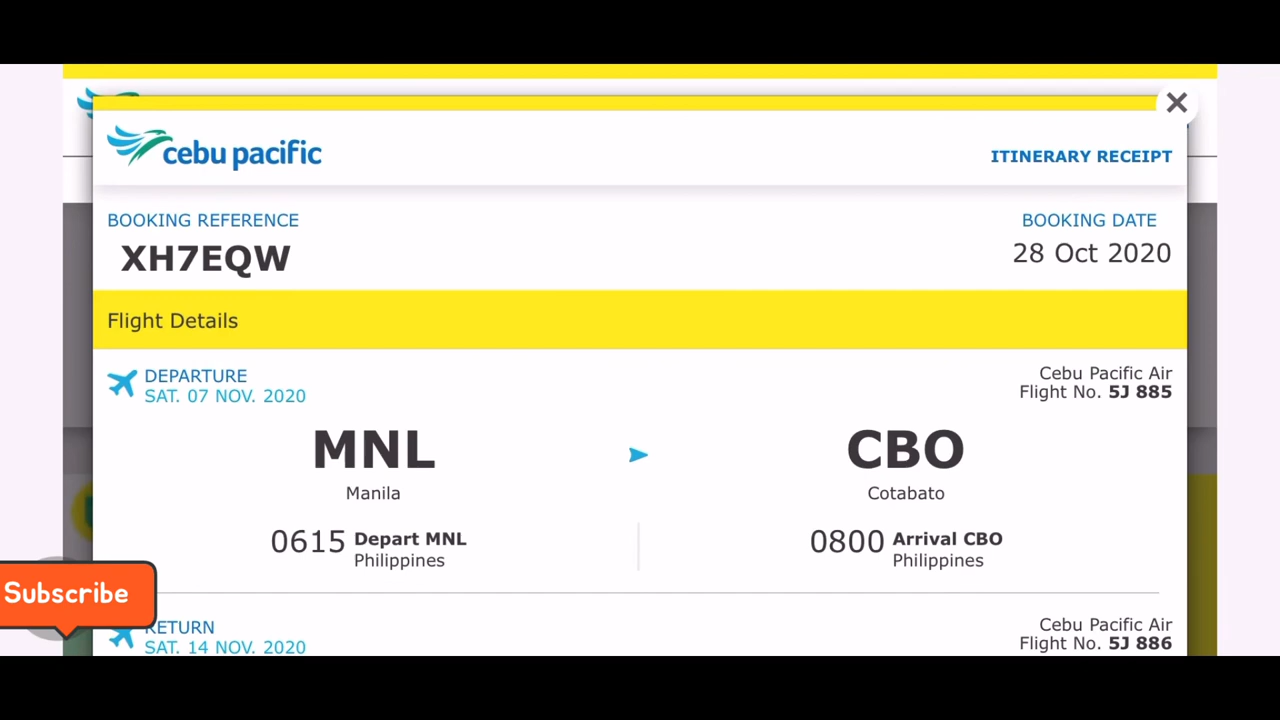 cebu pacific
ITINERARY RECEIPT
BOOKING REFERENCE
BOOKING DATE
XH7EQW
28 Oct 2020
Flight Details
DEPARTURE
SAT. 07 NOV. 2020
Cebu Pacific Air
Flight No. 5J 885
MNL
CBO
Manila
Cotabato
0615 Depart MNL
Philippines
0800 Arrival CBO
Philippines
Subscribe
RETURN
SAT. 14 NOV. 2020
Cebu Pacific Air
Flight No. 5J 886